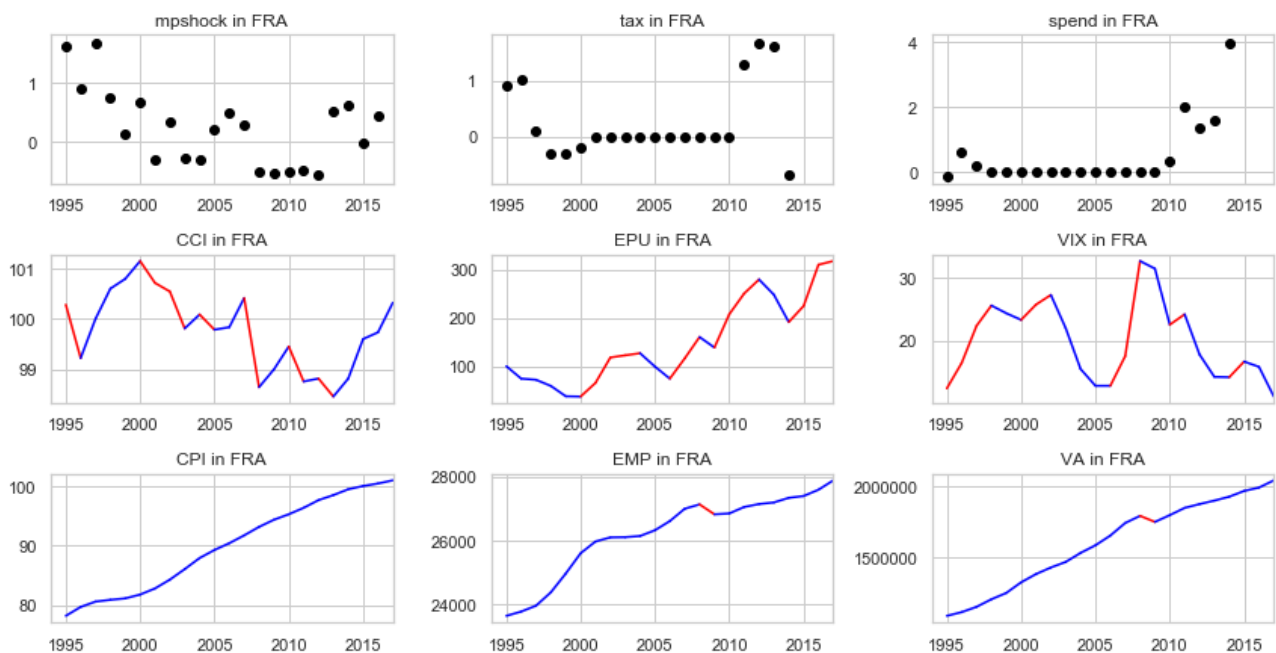 mpshock in FRA
1
0
1995 2000 2005 2010 2015
tax in FRA
1
0
1995 2000 2005 2010 2015
spend in FRA
4
2
0
1995 2000 2005 2010 2015
CCI in FRA
101
100
99
1995 2000 2005 2010 2015
EPU in FRA
300
200
100
1995 2000 2005 2010 2015
VIX in FRA
30
20
1995 2000 2005 2010 2015
CPI in FRA
100
90
80
1995 2000 2005 2010 2015
EMP in FRA
28000
26000
24000
1995 2000 2005 2010 2015
VA in FRA
2000000
1500000
1995 2000 2005 2010 2015